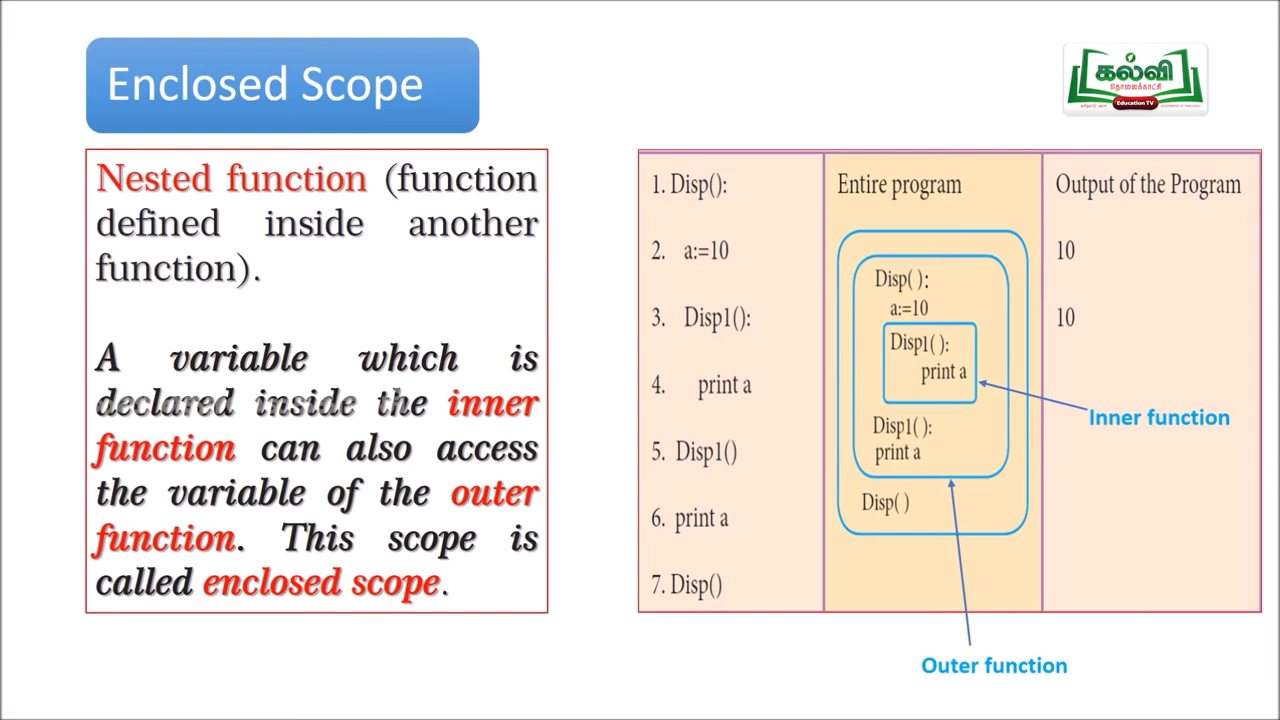 Enclosed Scope
கல்வி
தொலைக்காட்சி
Education TV
Nested function (function
defined inside another
function).
A variable which is
declared inside the inner
function can also access
the variable of the outer
function. This scope is
called enclosed scope.
1. Disp():
2. a:=10
3. Disp1():
4. print a
5. Disp1()
6. print a
7. Disp()
Entire program
Disp( ):
a:=10
Disp1( ):
print a
Disp1( ):
print a
Disp( )
Output of the Program
10
10
Inner function
Outer function